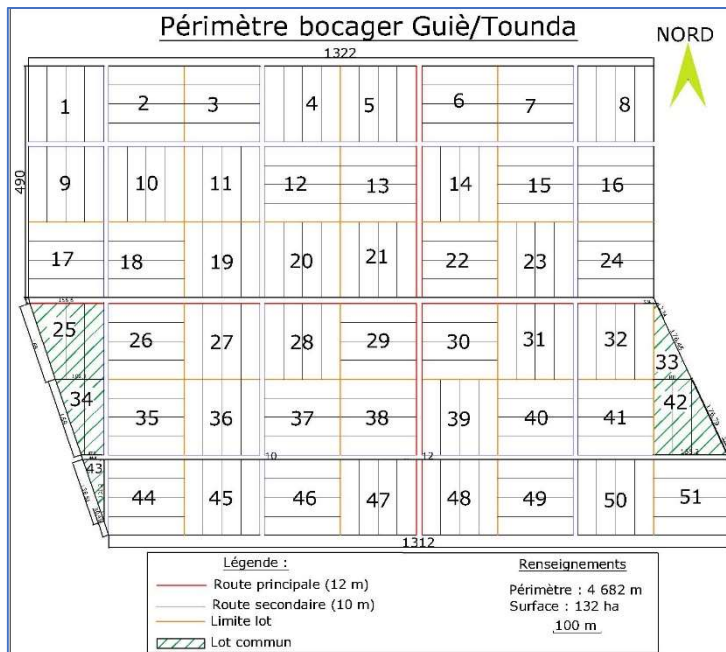 Périmètre bocager Guiè/Tounda
NORD
1322
1 2 3 4 5 6 7 8
490
9 10 11 12 13 14 15 16
17 18 19 20 21 22 23 24
25 26 27 28 29 30 31 32 33
34 35 36 37 38 39 40 41 42
10 12
43 44 45 46 47 48 49 50 51
1312
Légende :
Route principale (12 m)
Route secondaire (10 m)
Limite lot
Lot commun
Renseignements
Périmètre : 4 682 m
Surface : 132 ha
100 m